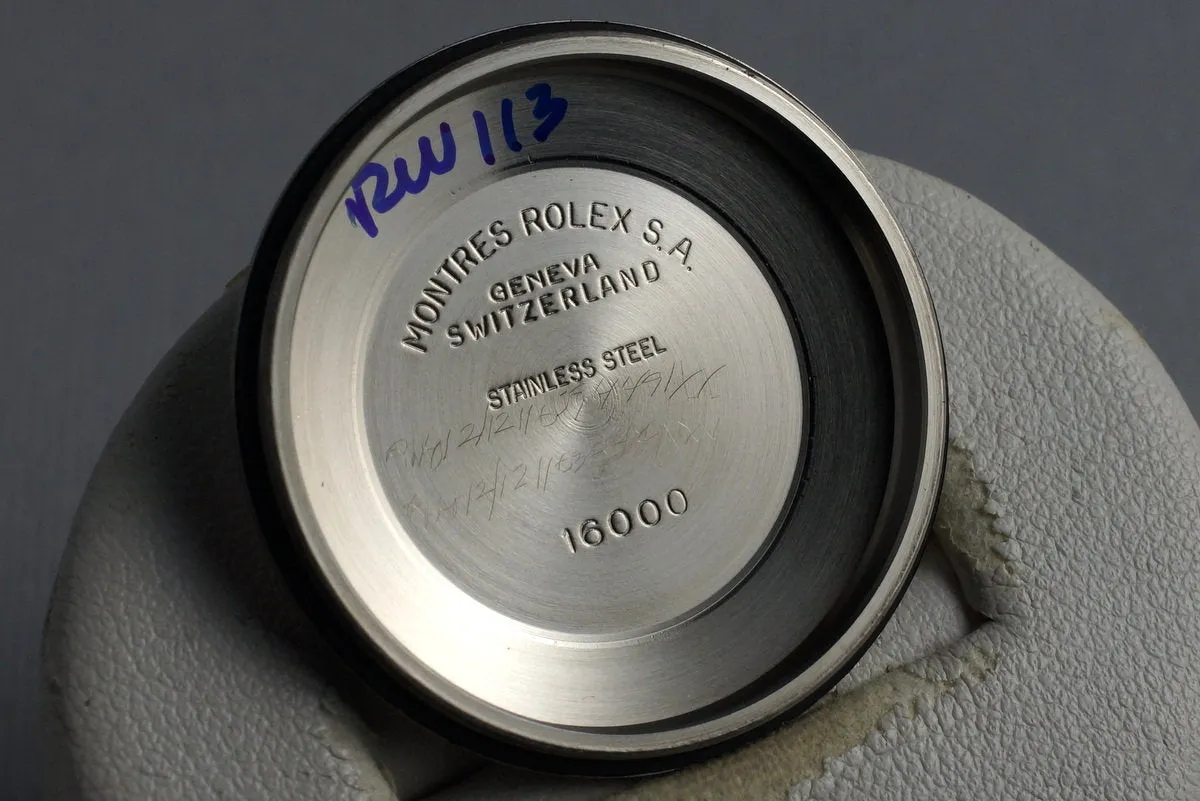 RW 113
MONTRES ROLEX S.A.
GENEVA
SWITZERLAND
STAINLESS STEEL
16000